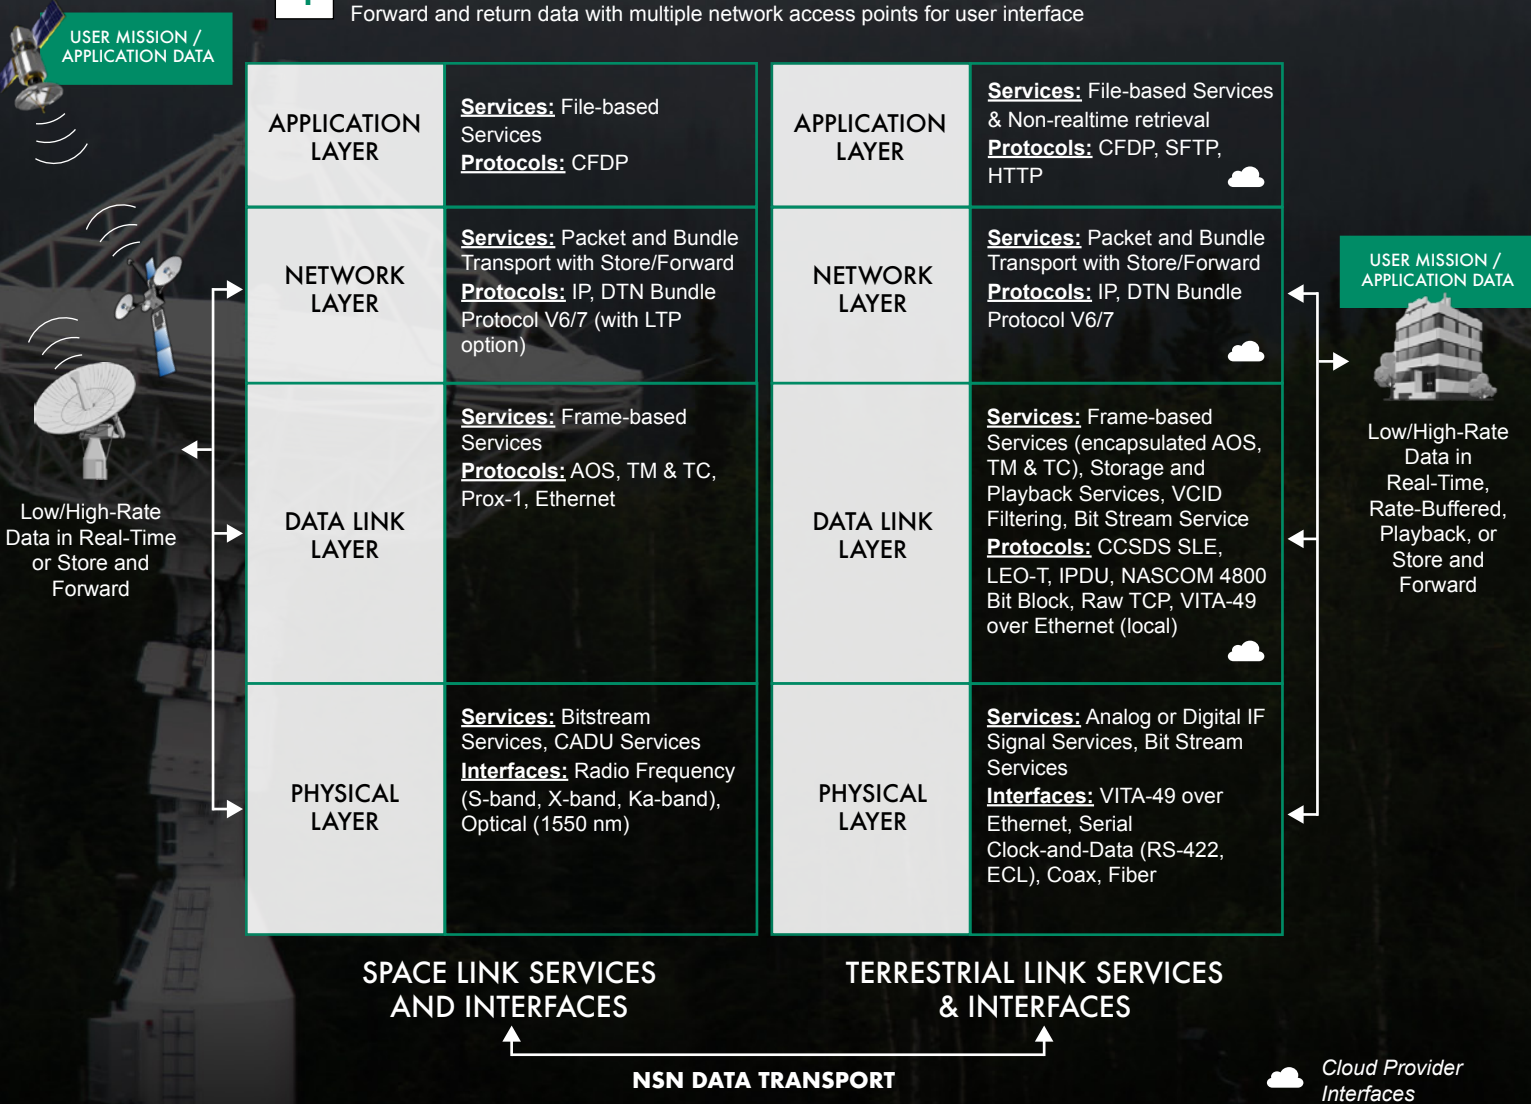 Forward and return data with multiple network access points for user interface
USER MISSION /
APPLICATION DATA
APPLICATION
LAYER
Services: File-based
Services
Protocols: CFDP
NETWORK
LAYER
Services: Packet and Bundle
Transport with Store/Forward
Protocols: IP, DTN Bundle
Protocol V6/7 (with LTP
option)
DATA LINK
LAYER
Services: Frame-based
Services
Protocols: AOS, TM & TC,
Prox-1, Ethernet
PHYSICAL
LAYER
Services: Bitstream
Services, CADU Services
Interfaces: Radio Frequency
(S-band, X-band, Ka-band),
Optical (1550 nm)
Low/High-Rate
Data in Real-Time
or Store and
Forward
APPLICATION
LAYER
Services: File-based Services
& Non-realtime retrieval
Protocols: CFDP, SFTP,
HTTP
NETWORK
LAYER
Services: Packet and Bundle
Transport with Store/Forward
Protocols: IP, DTN Bundle
Protocol V6/7
DATA LINK
LAYER
Services: Frame-based
Services (encapsulated AOS,
TM & TC), Storage and
Playback Services, VCID
Filtering, Bit Stream Service
Protocols: CCSDS SLE,
LEO-T, IPDU, NASCOM 4800
Bit Block, Raw TCP, VITA-49
over Ethernet (local)
PHYSICAL
LAYER
Services: Analog or Digital IF
Signal Services, Bit Stream
Services
Interfaces: VITA-49 over
Ethernet, Serial
Clock-and-Data (RS-422,
ECL), Coax, Fiber
USER MISSION /
APPLICATION DATA
Low/High-Rate
Data in
Real-Time,
Rate-Buffered,
Playback, or
Store and
Forward
SPACE LINK SERVICES
AND INTERFACES
TERRESTRIAL LINK SERVICES
& INTERFACES
NSN DATA TRANSPORT
Cloud Provider
Interfaces